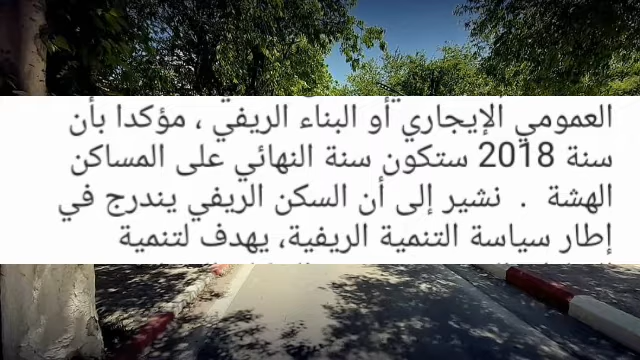 العمومي الإيجاري أو البناء الريفي ، مؤكدا بأن
سنة 2018 ستكون سنة النهائي على المساكن
الهشة . نشير إلى أن السكن الريفي يندرج في
إطار سياسة التنمية الريفية، يهدف لتنمية